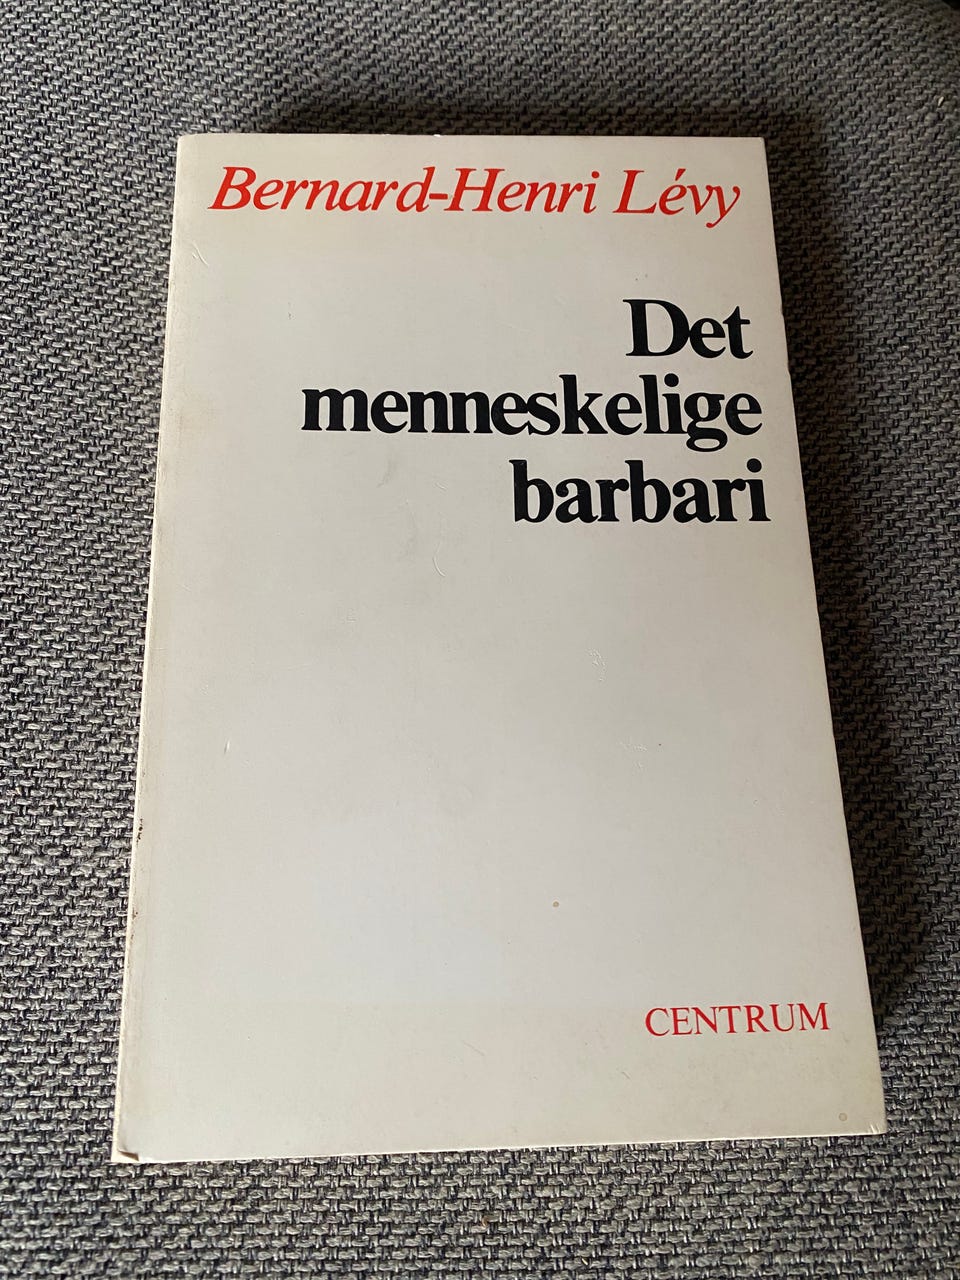 Bernard-Henri Lévy
Det
menneskelige
barbari
CENTRUM